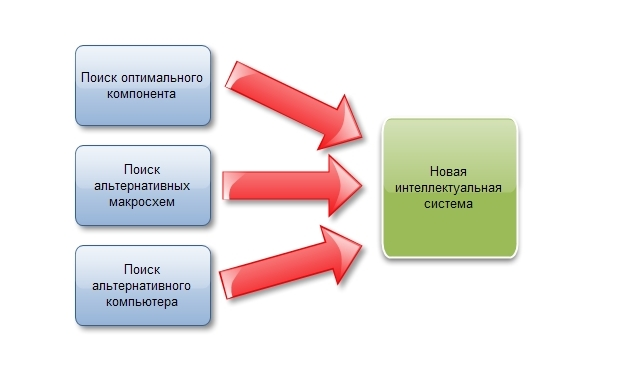 Поиск оптимального
компонента
Поиск
альтернативных
макросхем
Поиск
альтернативного
компьютера
Новая
интеллектуальная
система